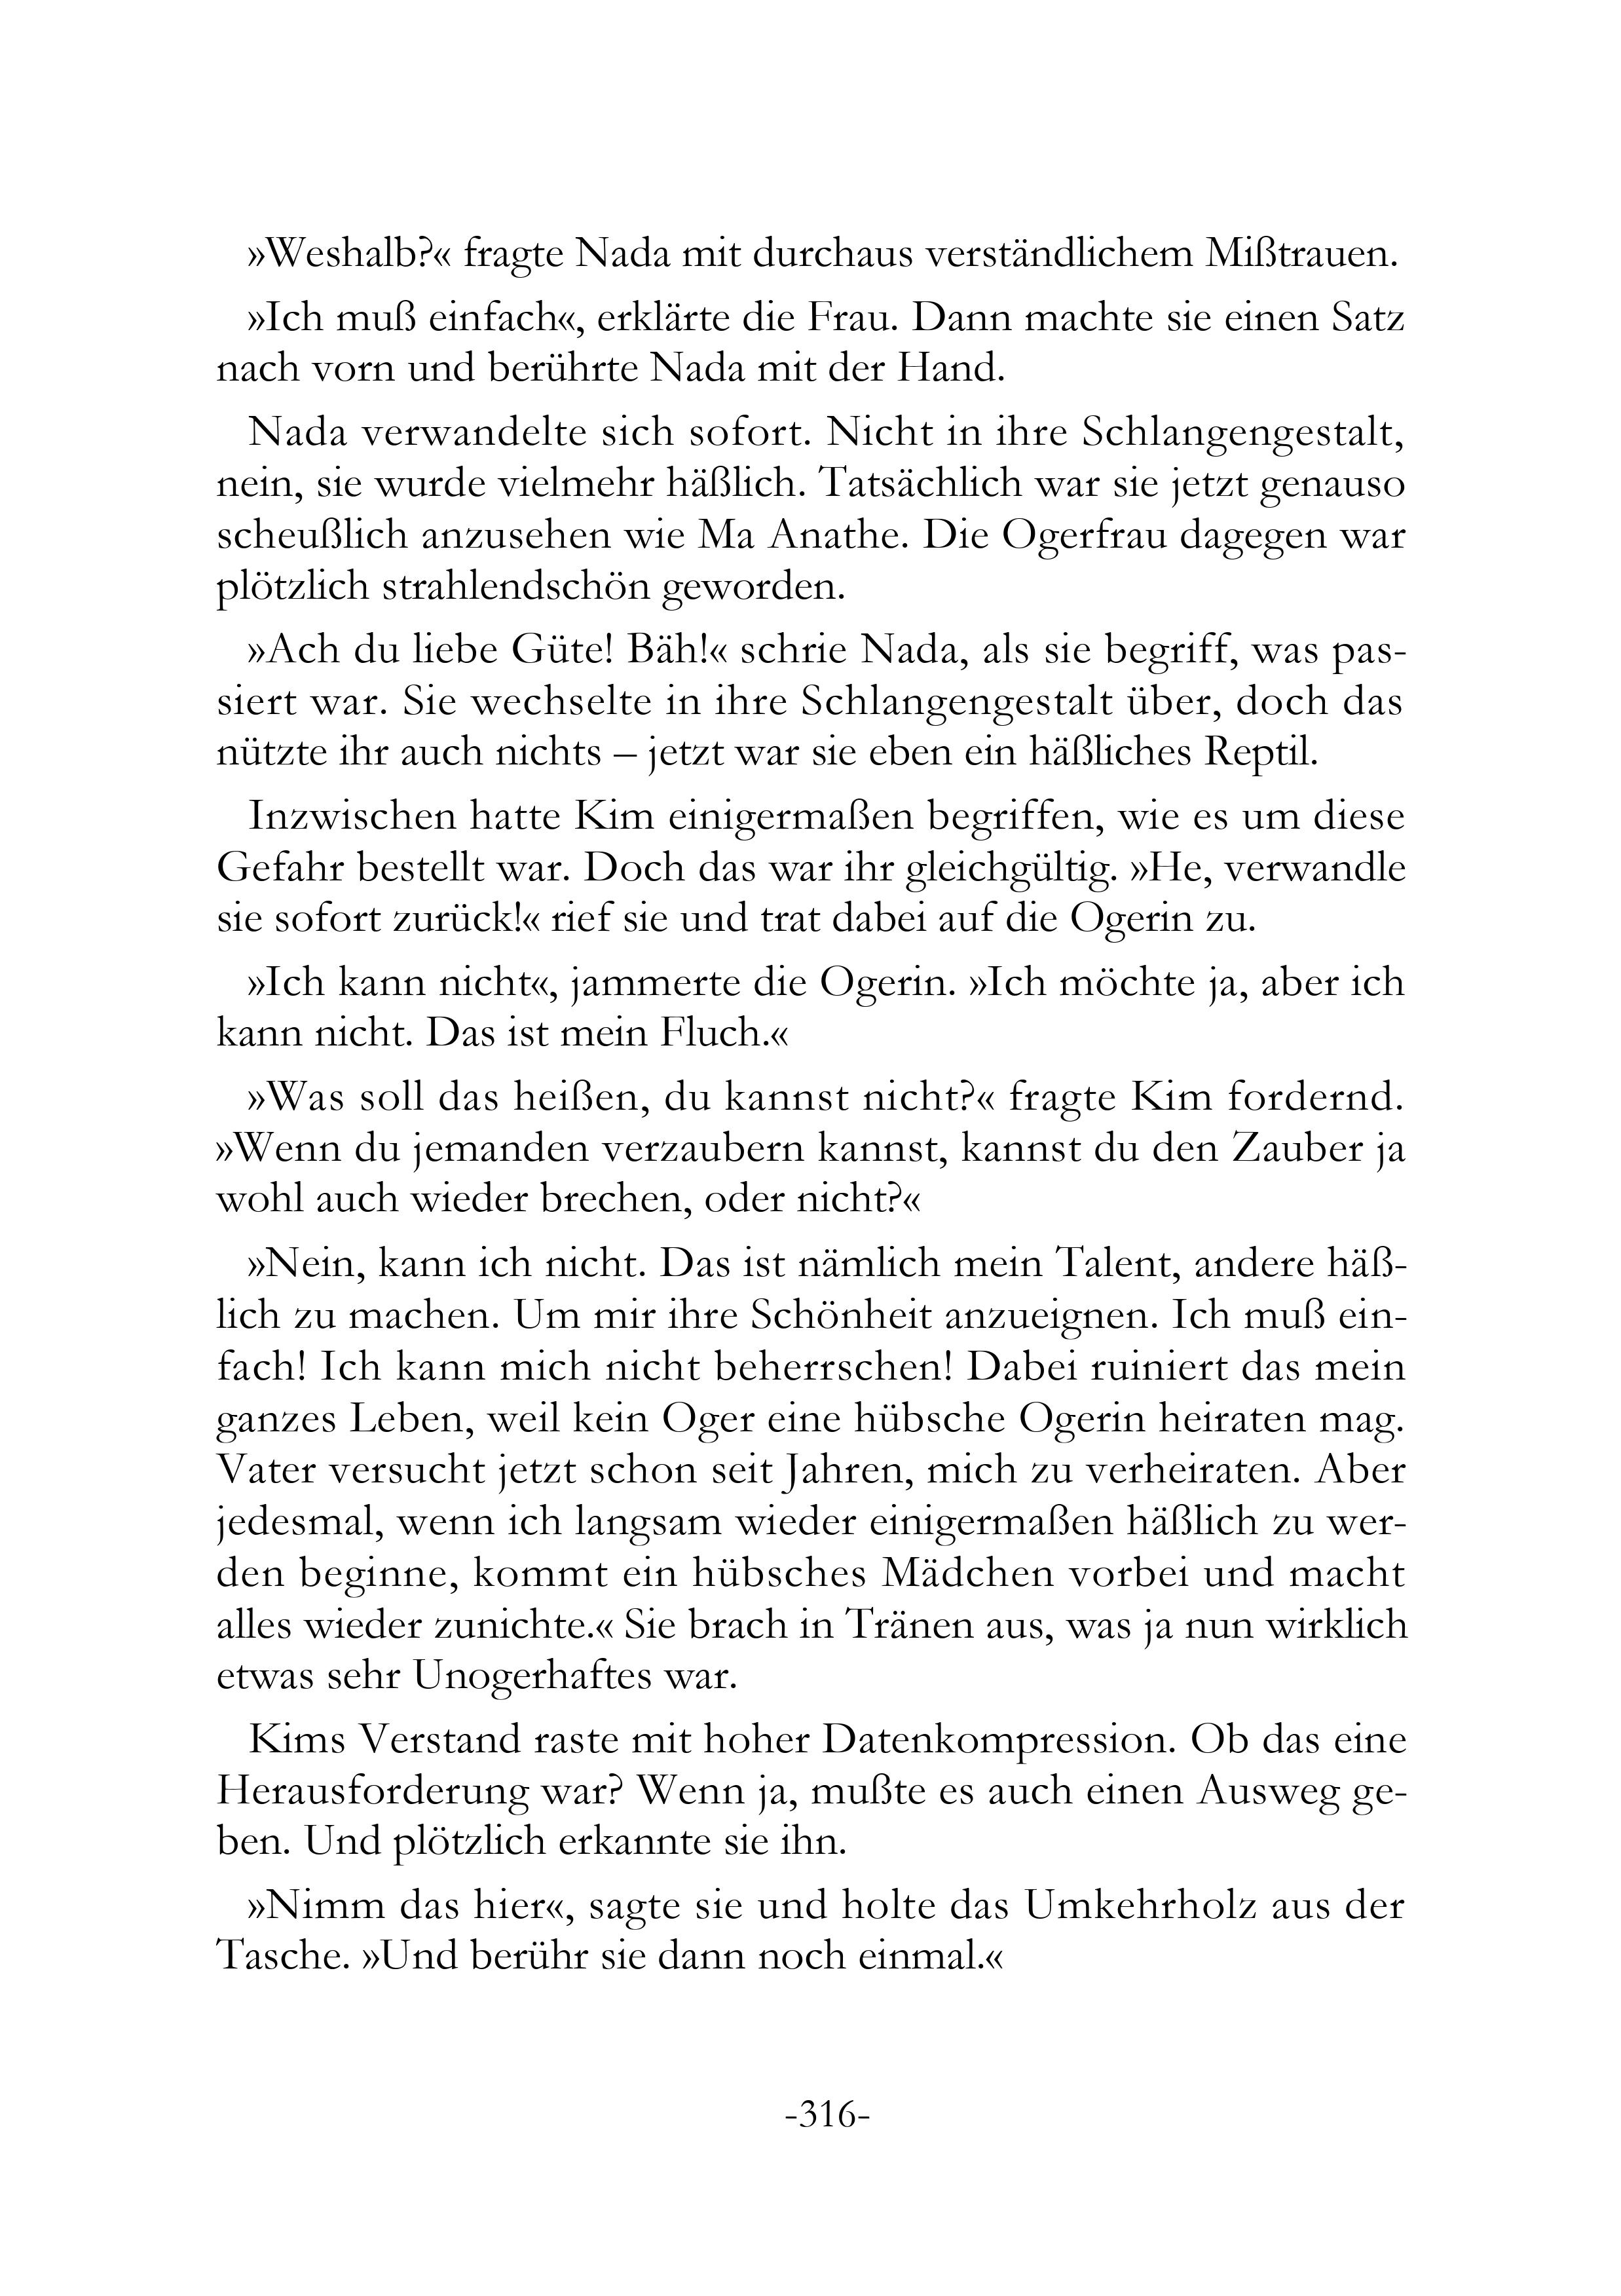 »Weshalb?« fragte Nada mit durchaus verständlichem Mißtrauen.
»Ich muß einfach«, erklärte die Frau. Dann machte sie einen Satz
nach vorn und berührte Nada mit der Hand.
Nada verwandelte sich sofort. Nicht in ihre Schlangengestalt,
nein, sie wurde vielmehr häßlich. Tatsächlich war sie jetzt genauso
scheußlich anzusehen wie Ma Anathe. Die Ogerfrau dagegen war
plötzlich strahlendschön geworden.
»Ach du liebe Güte! Bäh!« schrie Nada, als sie begriff, was pas-
siert war. Sie wechselte in ihre Schlangengestalt über, doch das
nützte ihr auch nichts – jetzt war sie eben ein häßliches Reptil.
Inzwischen hatte Kim einigermaßen begriffen, wie es um diese
Gefahr bestellt war. Doch das war ihr gleichgültig. »He, verwandle
sie sofort zurück!« rief sie und trat dabei auf die Ogerin zu.
»Ich kann nicht«, jammerte die Ogerin. »Ich möchte ja, aber ich
kann nicht. Das ist mein Fluch.«
»Was soll das heißen, du kannst nicht?« fragte Kim fordernd.
»Wenn du jemanden verzaubern kannst, kannst du den Zauber ja
wohl auch wieder brechen, oder nicht?«
»Nein, kann ich nicht. Das ist nämlich mein Talent, andere häß-
lich zu machen. Um mir ihre Schönheit anzueignen. Ich muß ein-
fach! Ich kann mich nicht beherrschen! Dabei ruiniert das mein
ganzes Leben, weil kein Oger eine hübsche Ogerin heiraten mag.
Vater versucht jetzt schon seit Jahren, mich zu verheiraten. Aber
jedesmal, wenn ich langsam wieder einigermaßen häßlich zu wer-
den beginne, kommt ein hübsches Mädchen vorbei und macht
alles wieder zunichte.« Sie brach in Tränen aus, was ja nun wirklich
etwas sehr Unogerhaftes war.
Kims Verstand raste mit hoher Datenkompression. Ob das eine
Herausforderung war? Wenn ja, mußte es auch einen Ausweg ge-
ben. Und plötzlich erkannte sie ihn.
»Nimm das hier«, sagte sie und holte das Umkehrholz aus der
Tasche. »Und berühr sie dann noch einmal.«
-316-